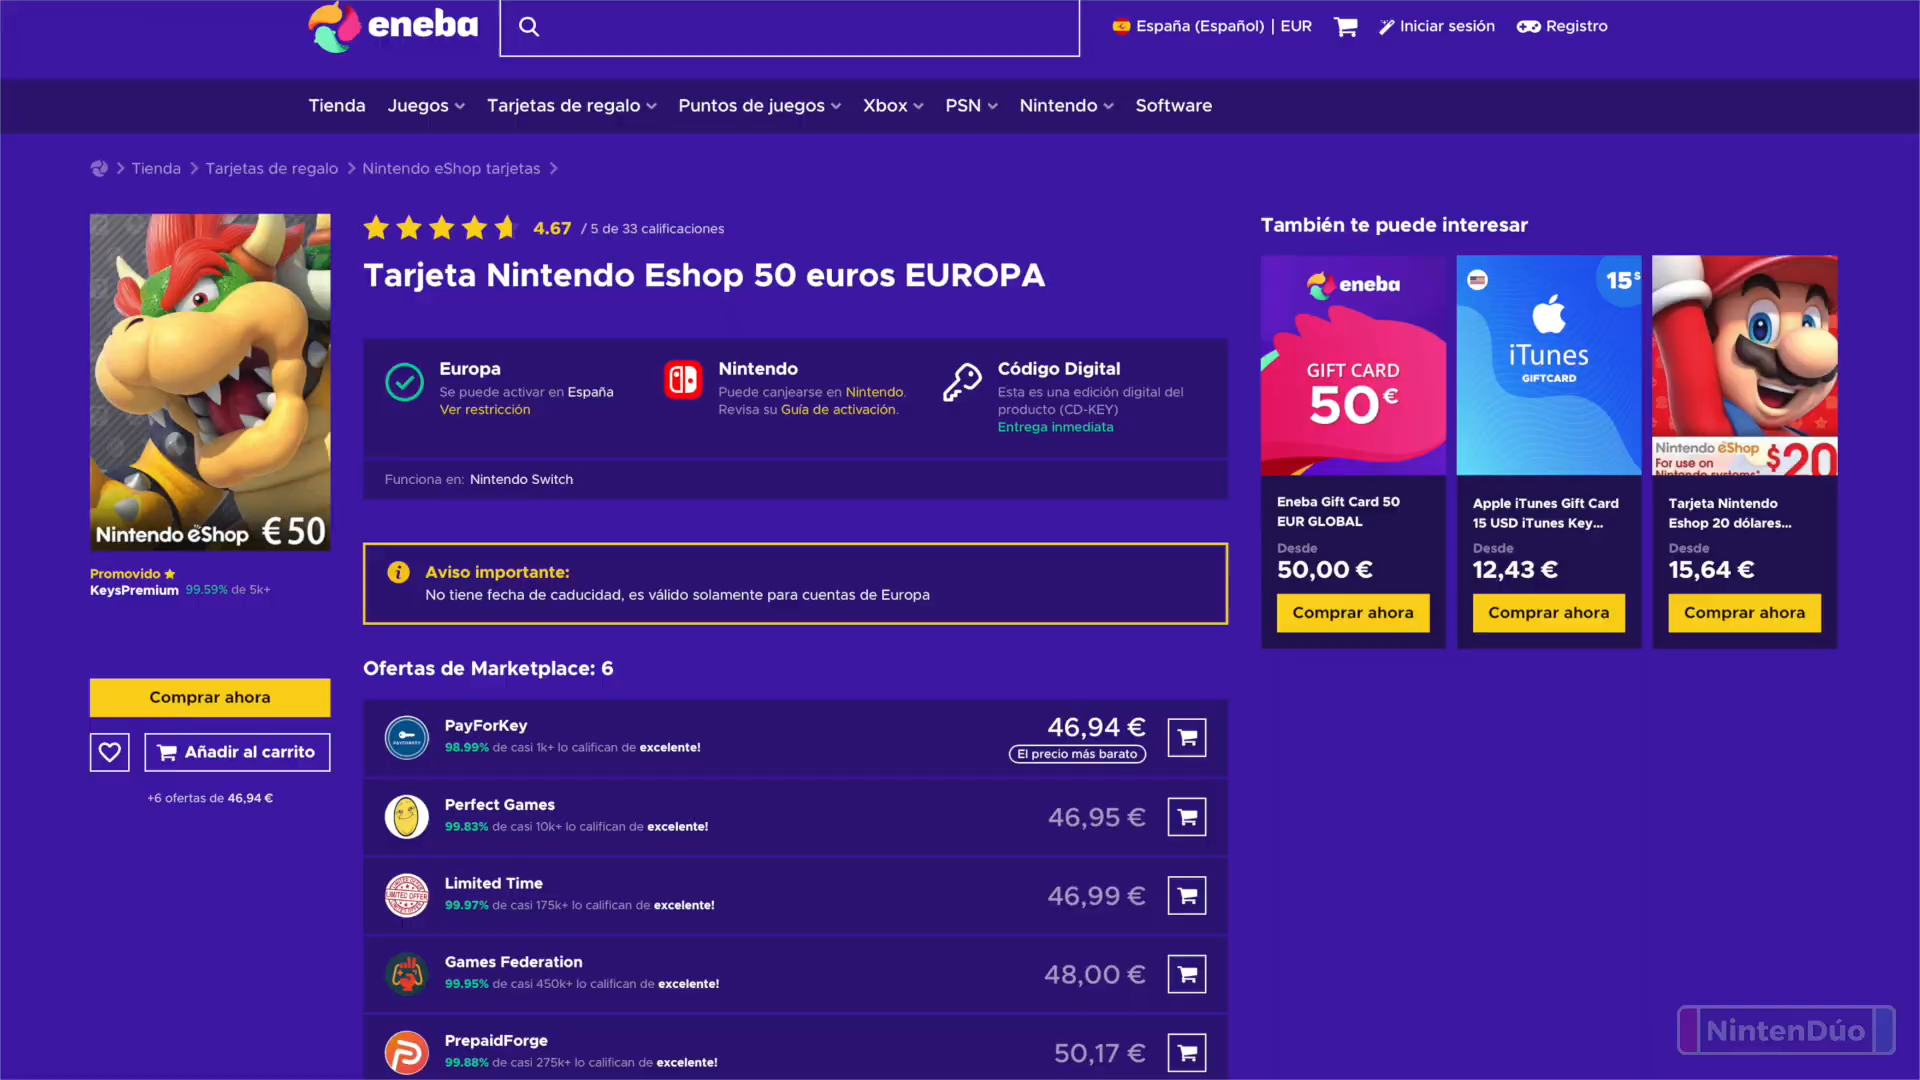 eneba
España (Español) | EUR
Iniciar sesión
Registro
Tienda
Juegos
Tarjetas de regalo
Puntos de juegos
Xbox
PSN
Nintendo
Software
Tienda
Tarjetas de regalo
Nintendo eShop tarjetas
Nintendo eShop €50
Promovido
KeysPremium 99.59% de 5k+
Comprar ahora
Añadir al carrito
+6 ofertas de 46,94 €
4.67 / 5 de 33 calificaciones
Tarjeta Nintendo Eshop 50 euros EUROPA
Europa
Se puede activar en España
Ver restricción
Nintendo
Puede canjearse en Nintendo.
Revisa su Guía de activación.
Código Digital
Esta es una edición digital del
producto (CD-KEY)
Entrega inmediata
Funciona en: Nintendo Switch
Aviso importante:
No tiene fecha de caducidad, es válido solamente para cuentas de Europa
Ofertas de Marketplace: 6
PayForKey
98.99% de casi 1k+ lo califican de excelente!
46,94 €
El precio más barato
Perfect Games
99.83% de casi 10k+ lo califican de excelente!
46,95 €
Limited Time
99.97% de casi 175k+ lo califican de excelente!
46,99 €
Games Federation
99.95% de casi 450k+ lo califican de excelente!
48,00 €
PrepaidForge
99.88% de casi 275k+ lo califican de excelente!
50,17 €
También te puede interesar
eneba
GIFT CARD
50€
Eneba Gift Card 50
EUR GLOBAL
Desde
50,00 €
Comprar ahora
15$
iTunes
GIFTCARD
Apple iTunes Gift Card
15 USD iTunes Key...
Desde
12,43 €
Comprar ahora
Nintendo eShop
For use on
Nintendo systems*
$20
Tarjeta Nintendo
Eshop 20 dólares...
Desde
15,64 €
Comprar ahora
NintenDúo